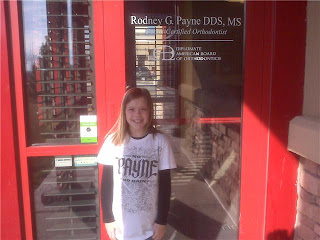 Rodney G. Payne DDS, MS
Certified Orthodontist
DIPLOMATE
AMERICAN BOARD
OF ORTHODONTICS
PAYNE